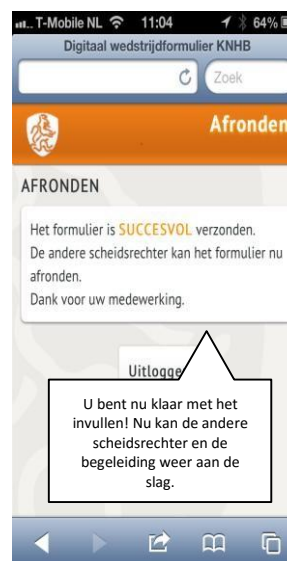 T-Mobile NL 11:04 64%
Digitaal wedstrijdformulier KNHB
Zoek
Afronden
AFRONDEN
Het formulier is SUCCESVOL verzonden.
De andere scheidsrechter kan het formulier nu
afronden.
Dank voor uw medewerking.
Uitlogge
U bent nu klaar met het
invullen! Nu kan de andere
scheidsrechter en de
begeleiding weer aan de
slag.